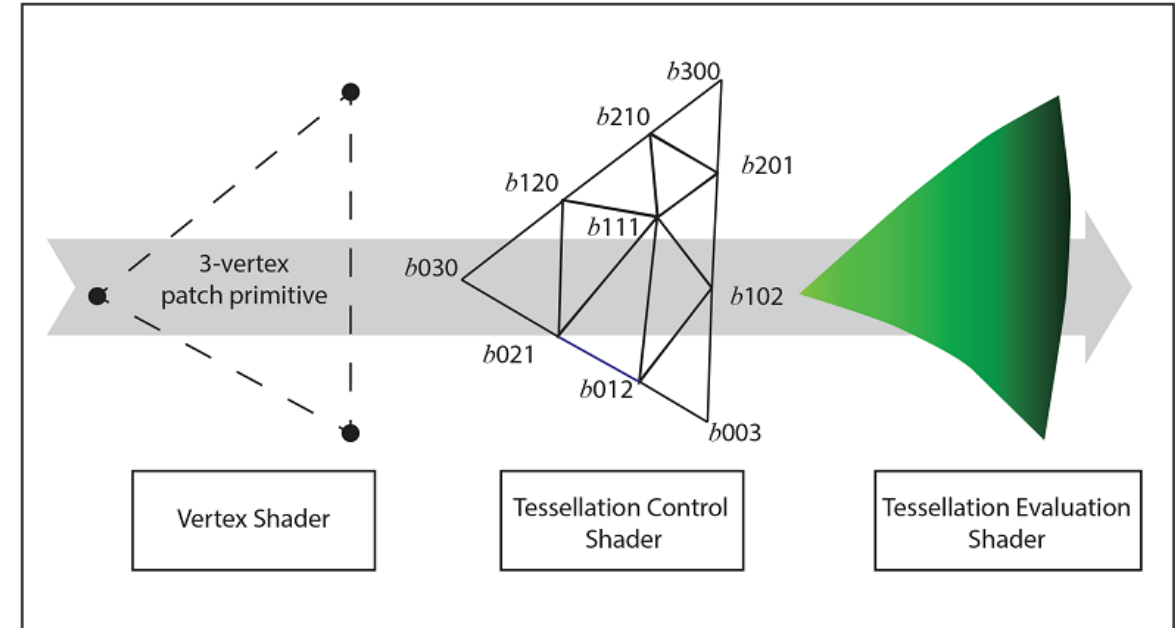 3-vertex
patch primitive
b300
b210
b201
b120
b111
b030
b102
b021
b012
b003
Vertex Shader
Tessellation Control
Shader
Tessellation Evaluation
Shader